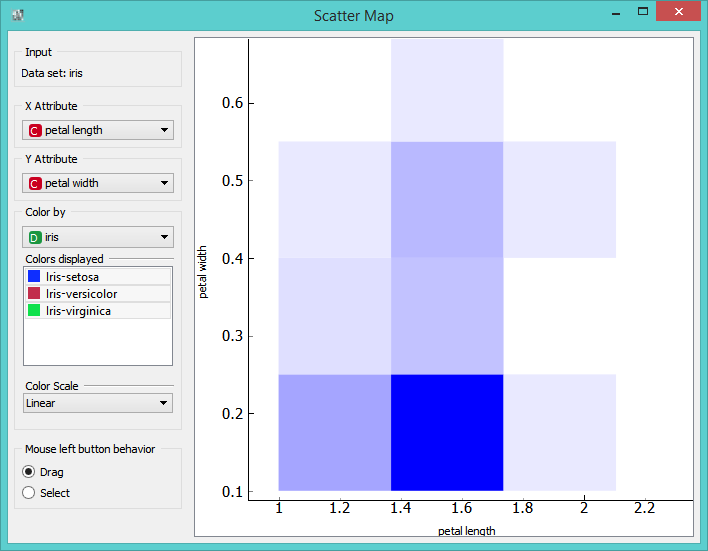 Scatter Map
Input
Data set: iris
X Attribute
C petal length
Y Attribute
C petal width
Color by
D iris
Colors displayed
Iris-setosa
Iris-versicolor
Iris-virginica
Color Scale
Linear
Mouse left button behavior
Drag
Select
petal width
0.6
0.5
0.4
0.3
0.2
0.1
1 1.2 1.4 1.6 1.8 2 2.2
petal length